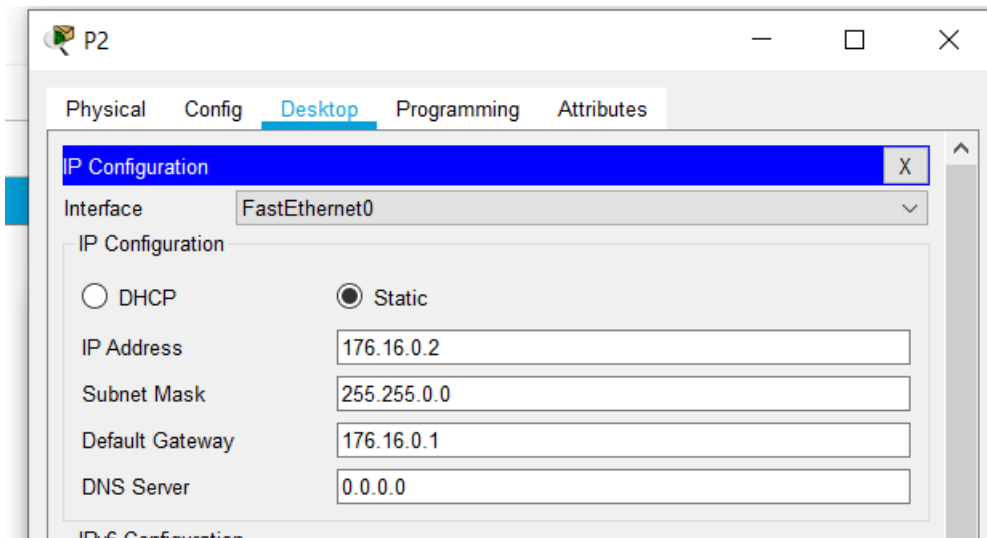 P2
Physical Config Desktop Programming Attributes
IP Configuration X
Interface FastEthernet0
IP Configuration
DHCP Static
IP Address 176.16.0.2
Subnet Mask 255.255.0.0
Default Gateway 176.16.0.1
DNS Server 0.0.0.0
IPv6 Configuration